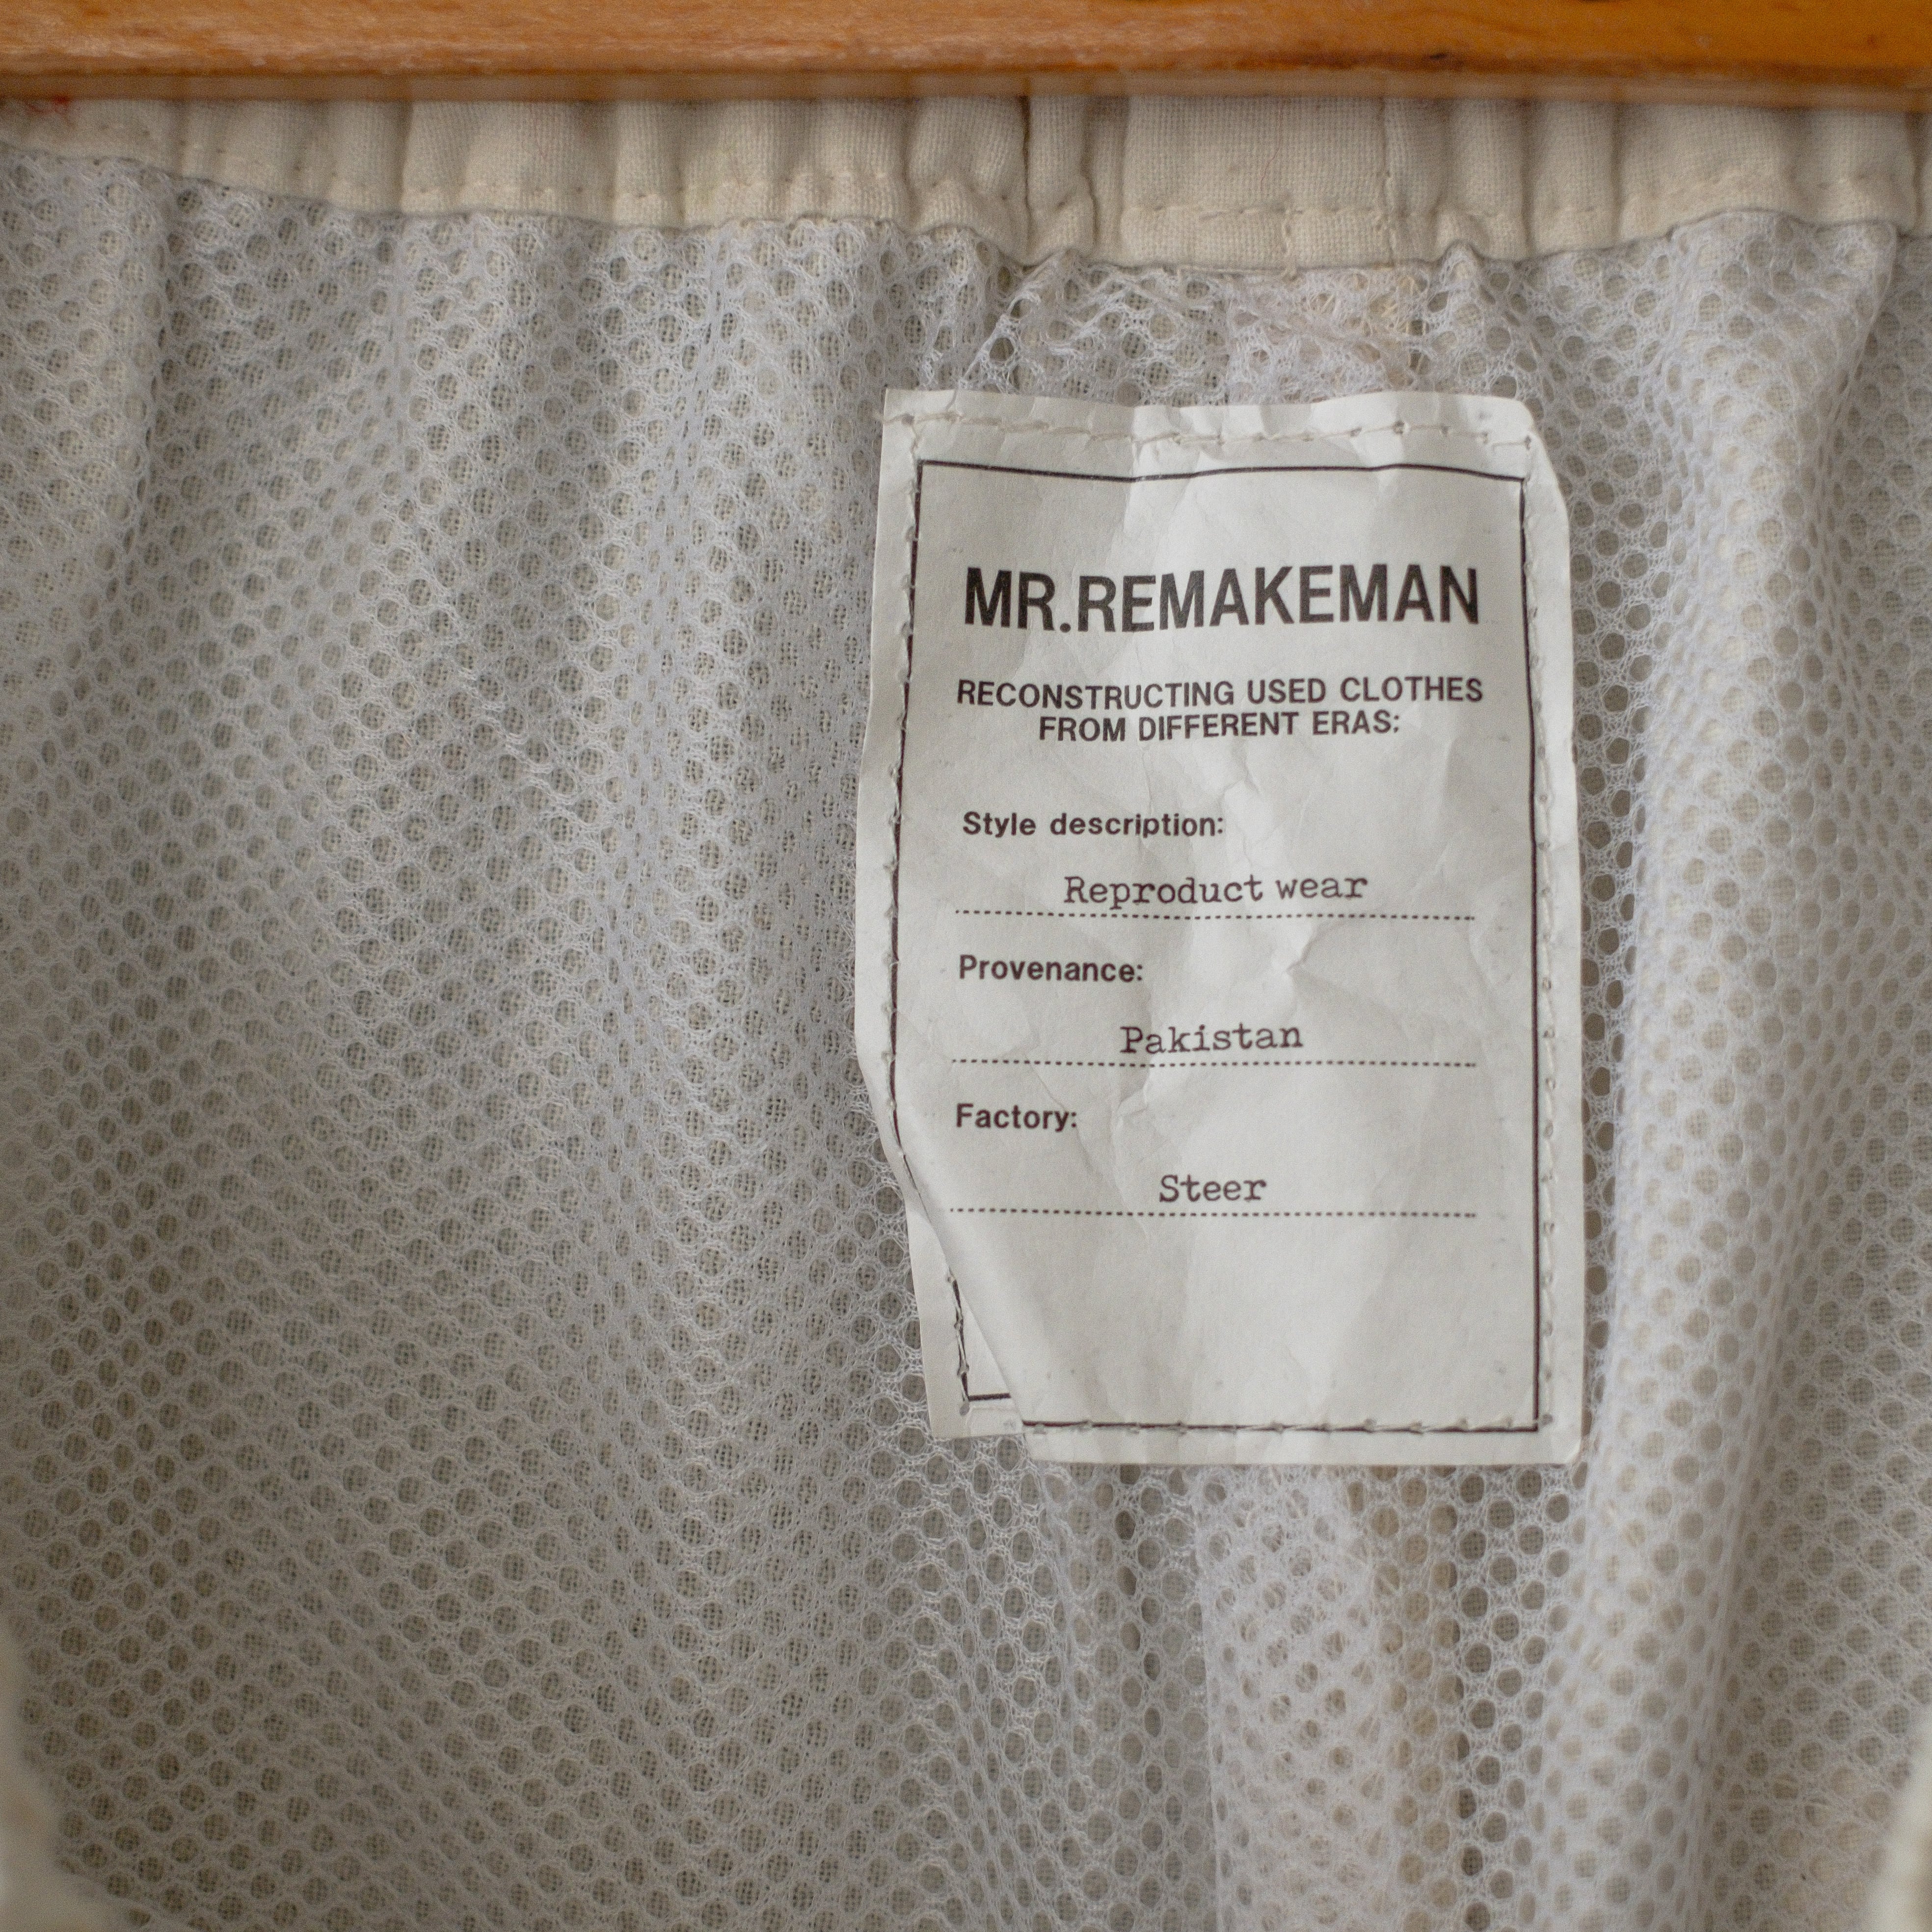 MR.REMAKEMAN
RECONSTRUCTING USED CLOTHES
FROM DIFFERENT ERAS:
Style description:
Reproduct wear
Provenance:
Pakistan
Factory:
Steer